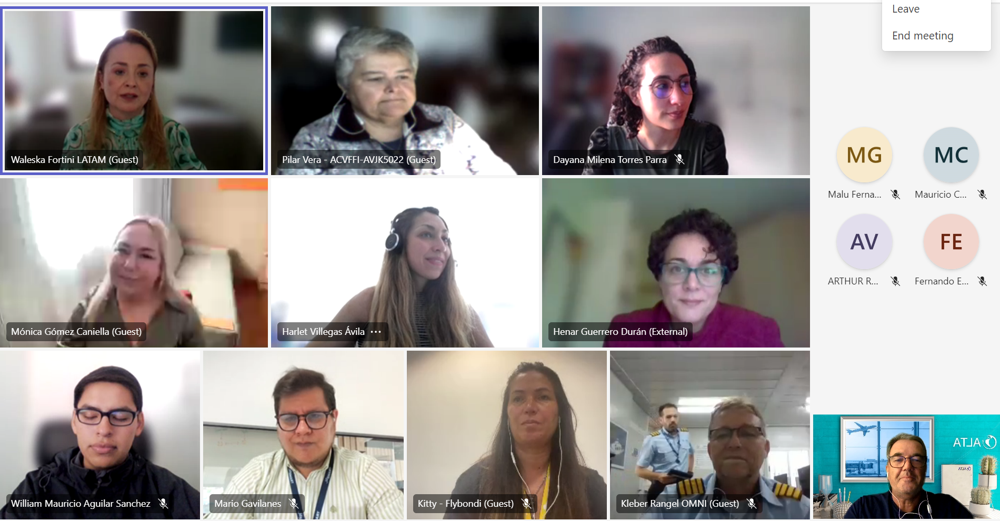 Leave
End meeting
Waleska Fortini LATAM (Guest)
Pilar Vera - ACVFFI-AVJK5022 (Guest)
Dayana Milena Torres Parra
MG
MC
Malu Ferna...
Mauricio C...
AV
FE
ARTHUR R...
Fernando E...
Mónica Gómez Caniella (Guest)
Harlet Villegas Ávila ...
Henar Guerrero Durán (External)
ALTA
ALTA
William Mauricio Aguilar Sanchez
Mario Gavilanes
Kitty - Flybondi (Guest)
Kleber Rangel OMNI (Guest)